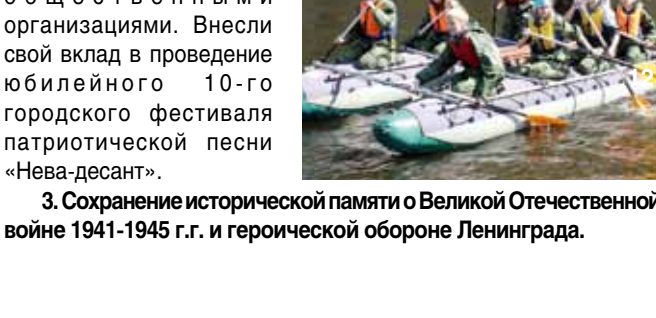 организациями. Внесли
свой вклад в проведение
юбилейного 10-го
городского фестиваля
патриотической песни
«Нева-десант».
3. Сохранение исторической памяти о Великой Отечественной
войне 1941-1945 г.г. и героической обороне Ленинграда.